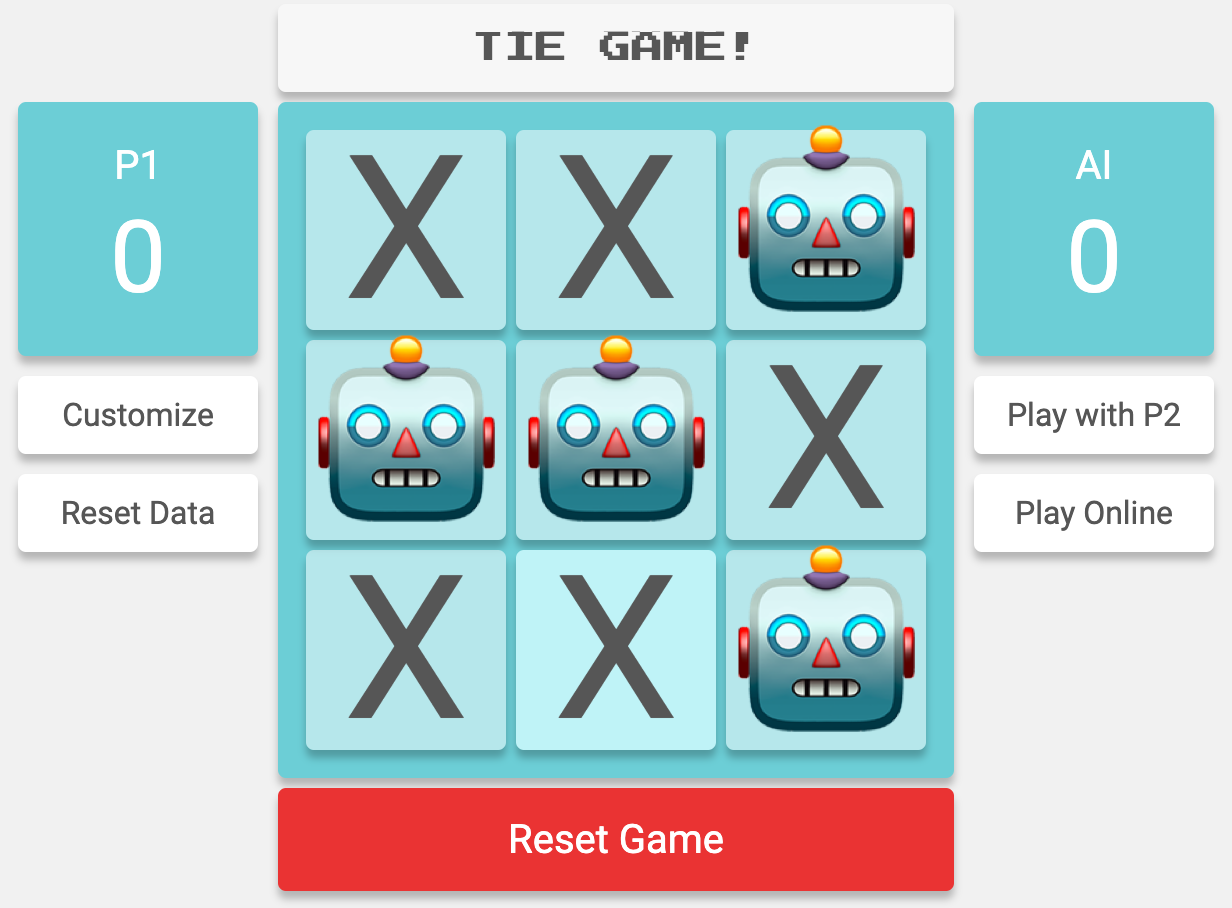 TIE GAME!
P1
0
AI
0
Customize
Reset Data
Play with P2
Play Online
X X
X
X X
Reset Game